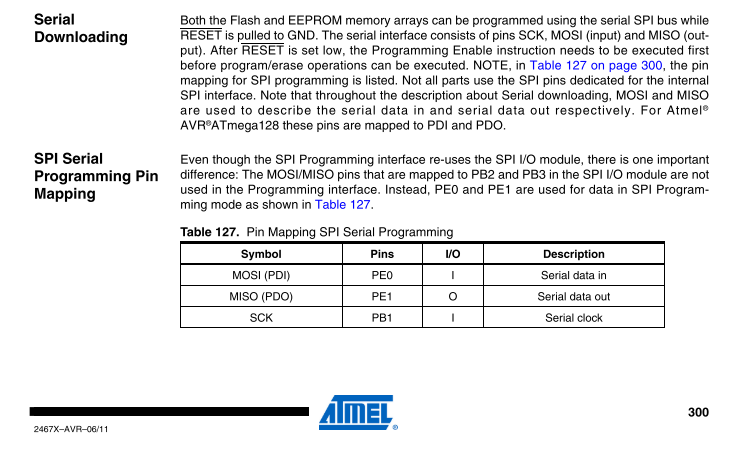 Serial
Downloading
Both the Flash and EEPROM memory arrays can be programmed using the serial SPI bus while
RESET is pulled to GND. The serial interface consists of pins SCK, MOSI (input) and MISO (out-
put). After RESET is set low, the Programming Enable instruction needs to be executed first
before program/erase operations can be executed. NOTE, in Table 127 on page 300, the pin
mapping for SPI programming is listed. Not all parts use the SPI pins dedicated for the internal
SPI interface. Note that throughout the description about Serial downloading, MOSI and MISO
are used to describe the serial data in and serial data out respectively. For Atmel®
AVR®ATmega128 these pins are mapped to PDI and PDO.
SPI Serial
Programming Pin
Mapping
Even though the SPI Programming interface re-uses the SPI I/O module, there is one important
difference: The MOSI/MISO pins that are mapped to PB2 and PB3 in the SPI I/O module are not
used in the Programming interface. Instead, PE0 and PE1 are used for data in SPI Program-
ming mode as shown in Table 127.
Table 127. Pin Mapping SPI Serial Programming
Symbol Pins I/O Description
MOSI (PDI) PE0 I Serial data in
MISO (PDO) PE1 O Serial data out
SCK PB1 I Serial clock
2467X–AVR–06/11
ATMEL®
300